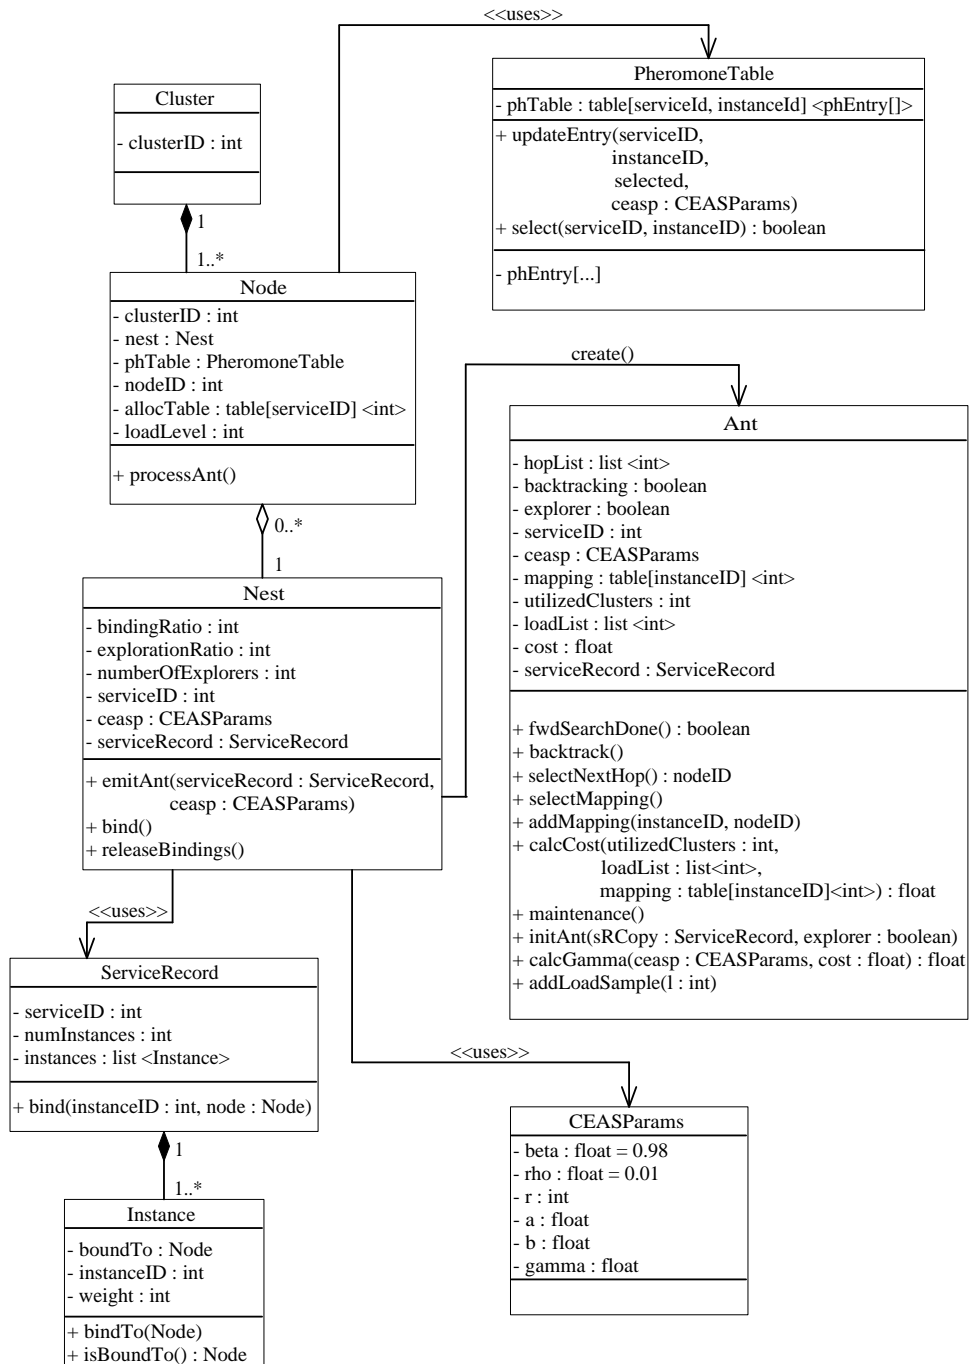 <<uses>>
PheromoneTable
- phTable : table[serviceId, instanceId] <phEntry[]>
+ updateEntry(serviceID,
instanceID,
selected,
ceasp : CEASParams)
+ select(serviceID, instanceID) : boolean
- phEntry[...]
Cluster
- clusterID : int
1
1..*
Node
- clusterID : int
- nest : Nest
- phTable : PheromoneTable
- nodeID : int
- allocTable : table[serviceID] <int>
- loadLevel : int
+ processAnt()
0..*
1
create()
Ant
- hopList : list <int>
- backtracking : boolean
- explorer : boolean
- serviceID : int
- ceasp : CEASParams
- mapping : table[instanceID] <int>
- utilizedClusters : int
- loadList : list <int>
- cost : float
- serviceRecord : ServiceRecord
+ fwdSearchDone() : boolean
+ backtrack()
+ selectNextHop() : nodeID
+ selectMapping()
+ addMapping(instanceID, nodeID)
+ calcCost(utilizedClusters : int,
loadList : list<int>,
mapping : table[instanceID]<int>) : float
+ maintenance()
+ initAnt(sRCopy : ServiceRecord, explorer : boolean)
+ calcGamma(ceasp : CEASParams, cost : float) : float
+ addLoadSample(l : int)
Nest
- bindingRatio : int
- explorationRatio : int
- numberOfExplorers : int
- serviceID : int
- ceasp : CEASParams
- serviceRecord : ServiceRecord
+ emitAnt(serviceRecord : ServiceRecord,
ceasp : CEASParams)
+ bind()
+ releaseBindings()
<<uses>>
ServiceRecord
- serviceID : int
- numInstances : int
- instances : list <Instance>
+ bind(instanceID : int, node : Node)
1
1..*
Instance
- boundTo : Node
- instanceID : int
- weight : int
+ bindTo(Node)
+ isBoundTo() : Node
<<uses>>
CEASParams
- beta : float = 0.98
- rho : float = 0.01
- r : int
- a : float
- b : float
- gamma : float